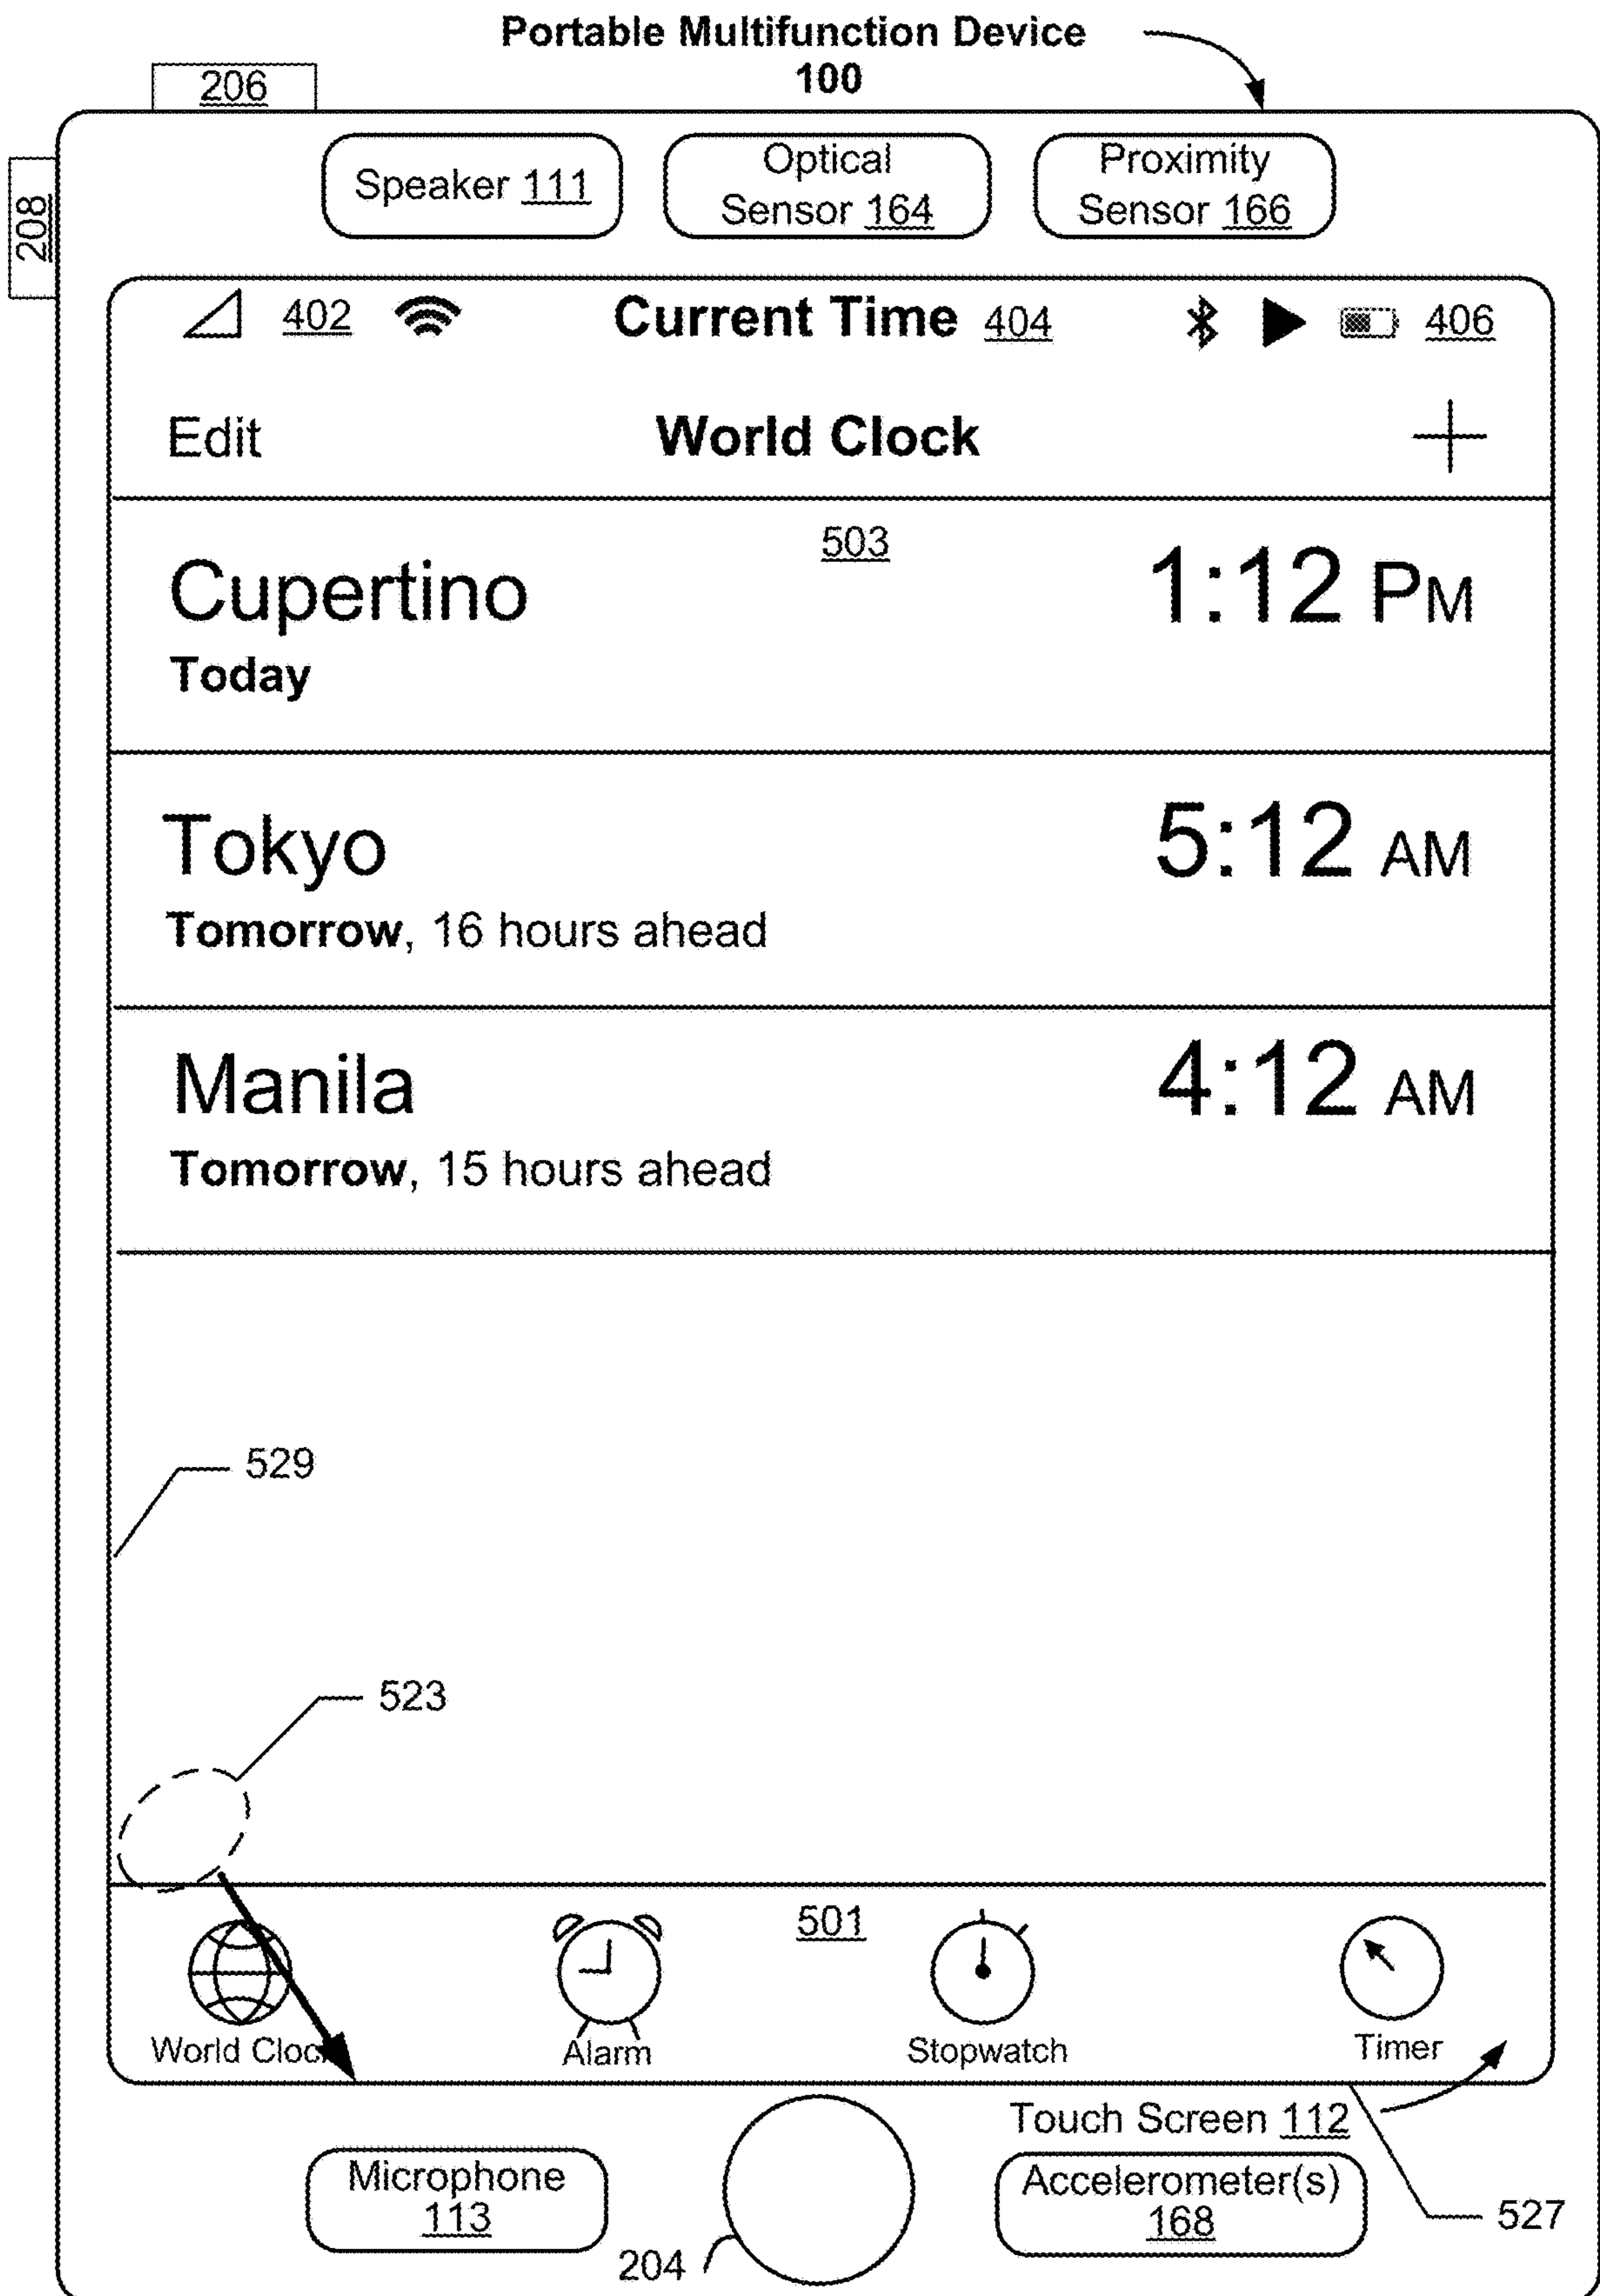 Portable Multifunction Device
100
206
208
Speaker 111
Optical
Sensor 164
Proximity
Sensor 166
402
Current Time 404
406
Edit
World Clock
503
Cupertino
1:12 PM
Today
Tokyo
5:12 AM
Tomorrow, 16 hours ahead
Manila
4:12 AM
Tomorrow, 15 hours ahead
529
523
501
World Cloc
Alarm
Stopwatch
Timer
Touch Screen 112
Microphone
113
Accelerometer(s)
168
527
204